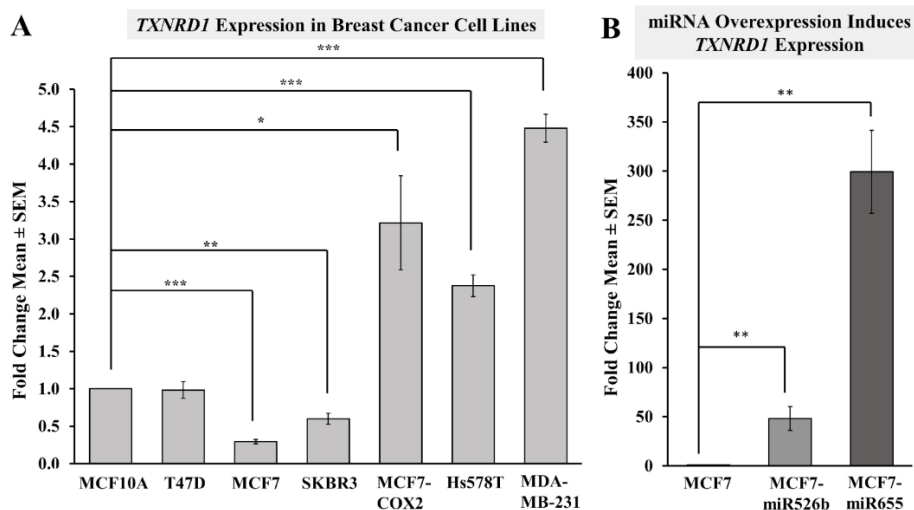 A
TXNRD1 Expression in Breast Cancer Cell Lines
***
***
*
**
***
Fold Change Mean ± SEM
5.0
4.5
4.0
3.5
3.0
2.5
2.0
1.5
1.0
0.5
0.0
MCF10A T47D MCF7 SKBR3 MCF7- Hs578T MDA-
COX2 MB-231
B
miRNA Overexpression Induces
TXNRD1 Expression
**
**
Fold Change Mean ± SEM
400
350
300
250
200
150
100
50
0
MCF7 MCF7- MCF7-
miR526b miR655